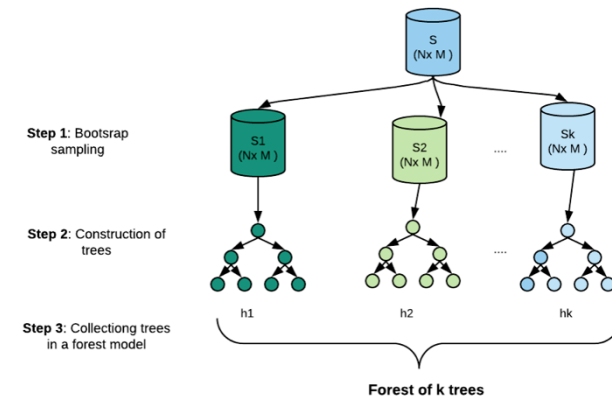 S
(Nx M )
Step 1: Bootsrap
sampling
S1
(Nx M )
S2
(Nx M )
....
Sk
(Nx M )
Step 2: Construction of
trees
....
h1
h2
hk
Step 3: Collectiong trees
in a forest model
Forest of k trees